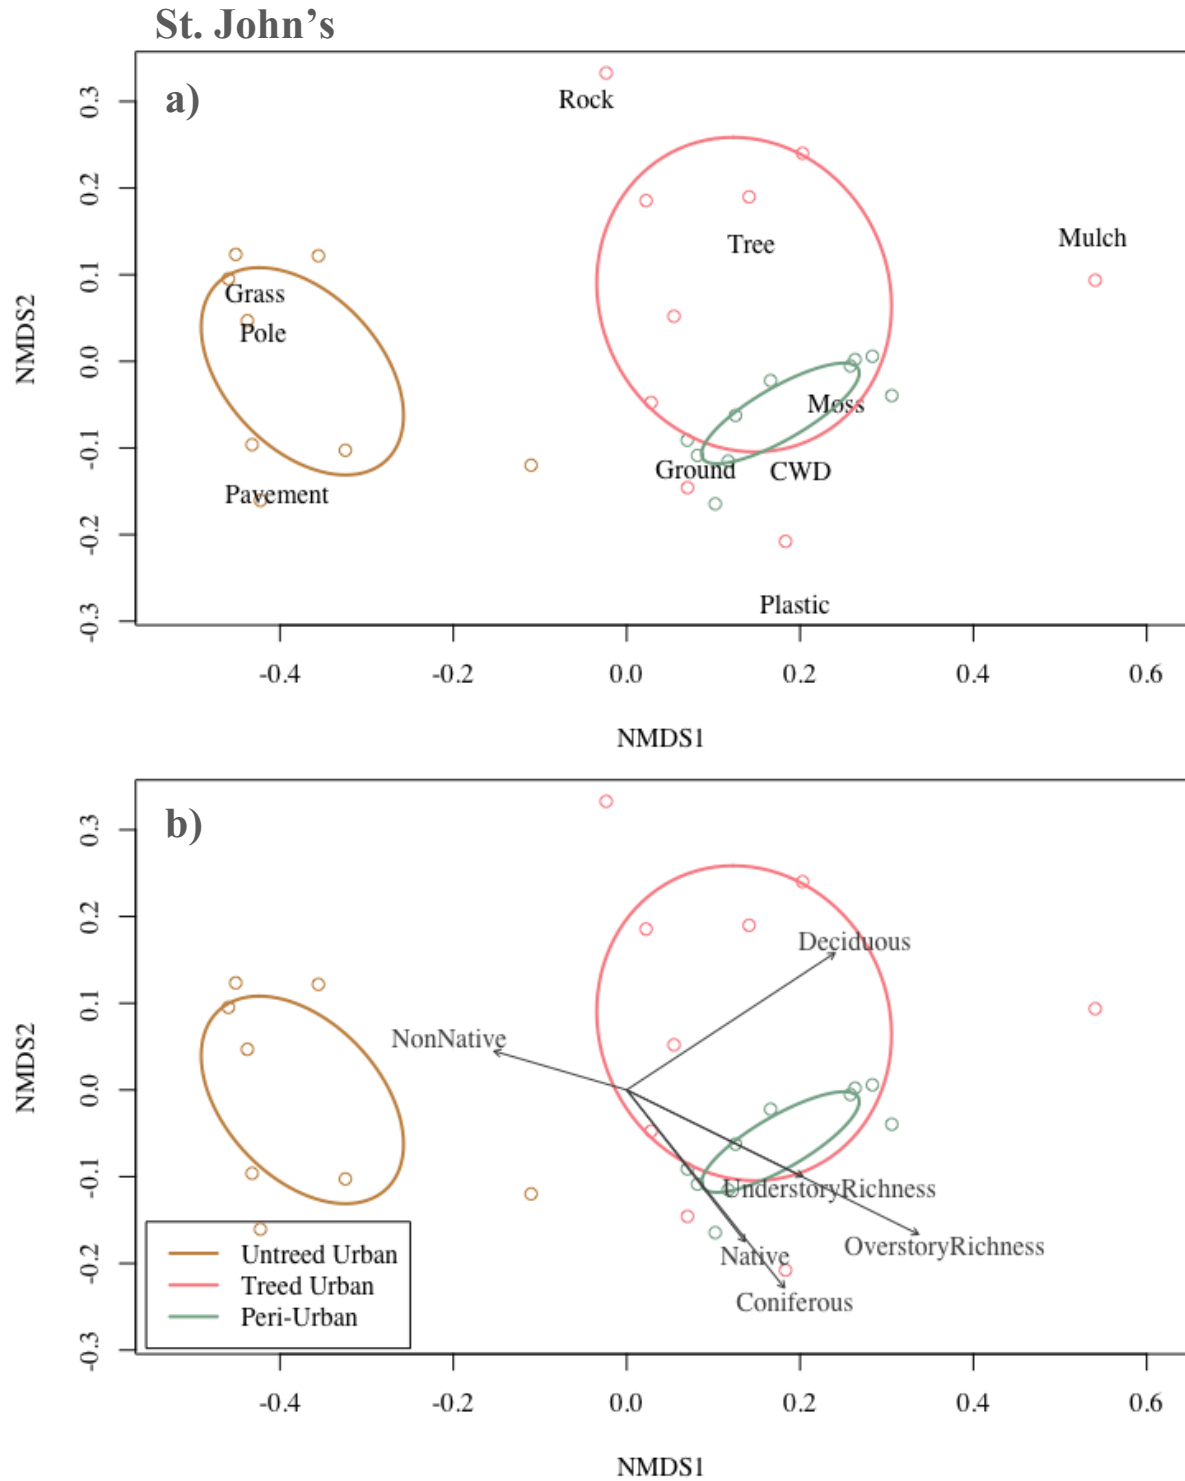 St. John's
a)
Rock
Mulch
Tree
Grass
Pole
Moss
Ground CWD
Pavement
Plastic
NMDS2
0.3
0.2
0.1
0.0
-0.1
-0.2
-0.3
-0.4 -0.2 0.0 0.2 0.4 0.6
NMDS1
b)
Deciduous
NonNative
UnderstoryRichness
OverstoryRichness
Native
Coniferous
Untreed Urban
Treed Urban
Peri-Urban
NMDS2
0.3
0.2
0.1
0.0
-0.1
-0.2
-0.3
-0.4 -0.2 0.0 0.2 0.4 0.6
NMDS1